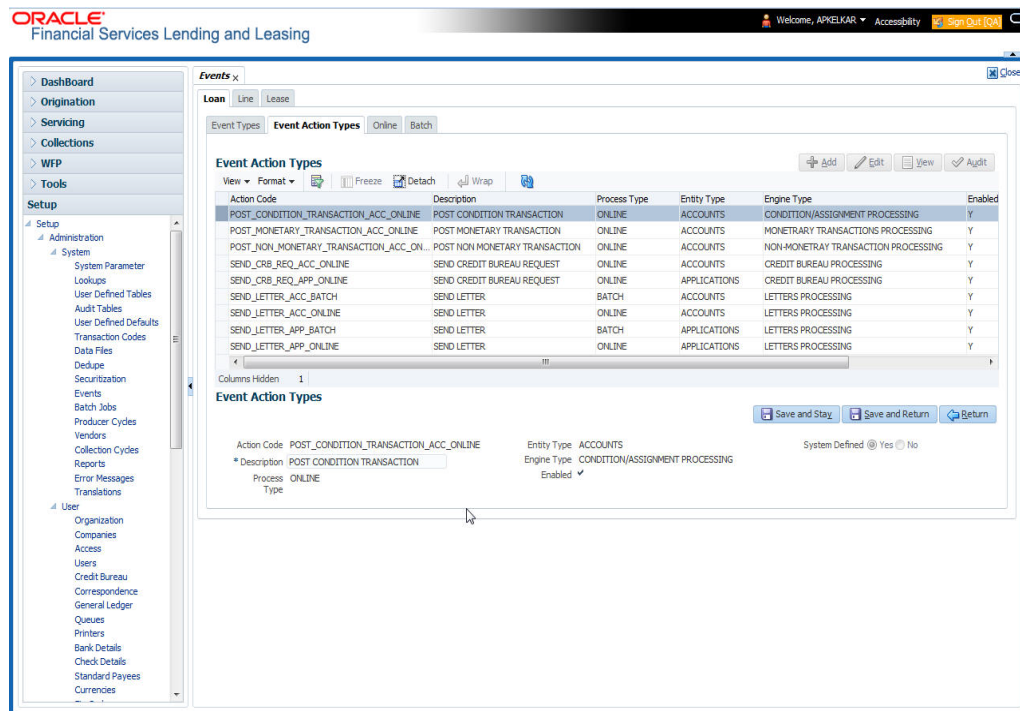 ORACLE
Financial Services Lending and Leasing
Welcome, APKELKAR Accessibility Sign Out [QA]
Close
DashBoard
Origination
Servicing
Collections
WFP
Tools
Setup
Setup
Administration
System
System Parameter
Lookups
User Defined Tables
Audit Tables
User Defined Defaults
Transaction Codes
Data Files
Dedupe
Securitization
Events
Batch Jobs
Producer Cycles
Vendors
Collection Cycles
Reports
Error Messages
Translations
User
Organization
Companies
Access
Users
Credit Bureau
Correspondence
General Ledger
Queues
Printers
Bank Details
Check Details
Standard Payees
Currencies
Events x
Loan Line Lease
Event Types Event Action Types Online Batch
Event Action Types
Add Edit View Audit
View Format Freeze Detach Wrap
Action Code Description Process Type Entity Type Engine Type Enabled
POST_CONDITION_TRANSACTION_ACC_ONLINE POST CONDITION TRANSACTION ONLINE ACCOUNTS CONDITION/ASSIGNMENT PROCESSING Y
POST_MONETARY_TRANSACTION_ACC_ONLINE POST MONETARY TRANSACTION ONLINE ACCOUNTS MONETRARY TRANSACTIONS PROCESSING Y
POST_NON_MONETARY_TRANSACTION_ACC_ON... POST NON MONETARY TRANSACTION ONLINE ACCOUNTS NON-MONETRAY TRANSACTION PROCESSING Y
SEND_CRB_REQ_ACC_ONLINE SEND CREDIT BUREAU REQUEST ONLINE ACCOUNTS CREDIT BUREAU PROCESSING Y
SEND_CRB_REQ_APP_ONLINE SEND CREDIT BUREAU REQUEST ONLINE APPLICATIONS CREDIT BUREAU PROCESSING Y
SEND_LETTER_ACC_BATCH SEND LETTER BATCH ACCOUNTS LETTERS PROCESSING Y
SEND_LETTER_ACC_ONLINE SEND LETTER ONLINE ACCOUNTS LETTERS PROCESSING Y
SEND_LETTER_APP_BATCH SEND LETTER BATCH APPLICATIONS LETTERS PROCESSING Y
SEND_LETTER_APP_ONLINE SEND LETTER ONLINE APPLICATIONS LETTERS PROCESSING Y
Columns Hidden 1
Event Action Types
Save and Stay Save and Return Return
Action Code POST_CONDITION_TRANSACTION_ACC_ONLINE Entity Type ACCOUNTS System Defined Yes No
* Description POST CONDITION TRANSACTION Engine Type CONDITION/ASSIGNMENT PROCESSING
Process Type ONLINE Enabled